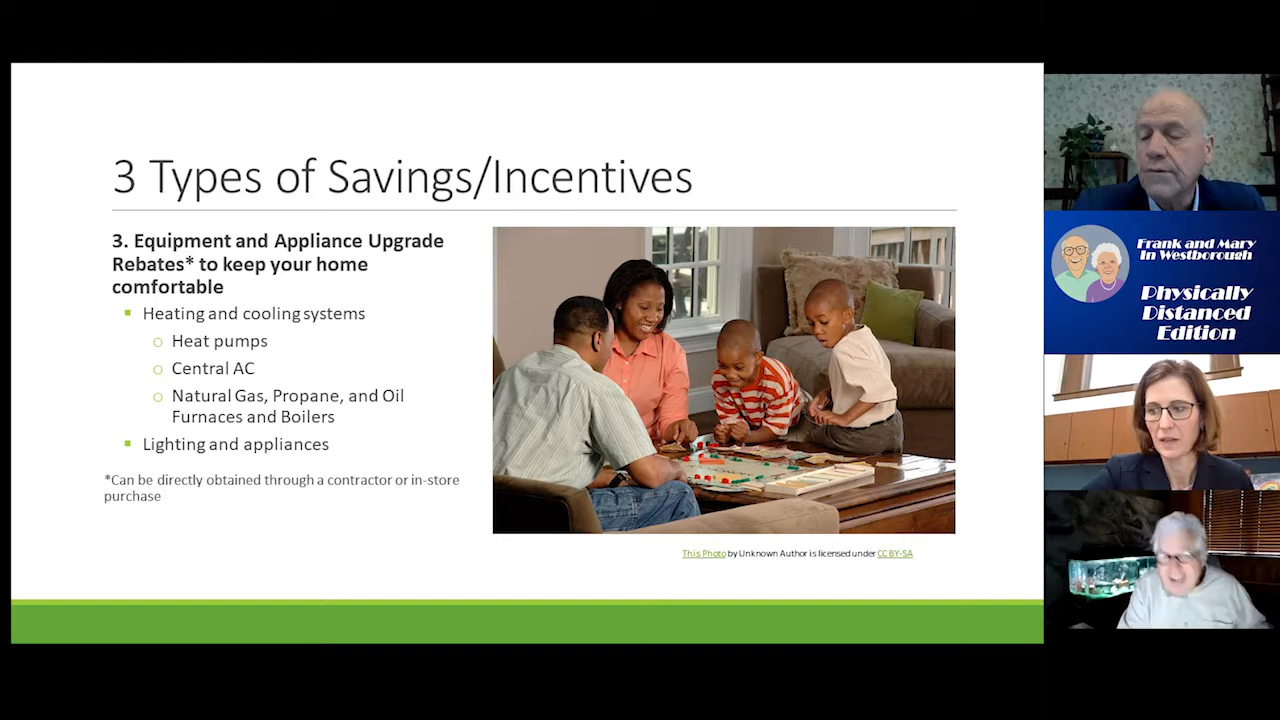 3 Types of Savings/Incentives
3. Equipment and Appliance Upgrade
Rebates* to keep your home
comfortable
Heating and cooling systems
Heat pumps
Central AC
Natural Gas, Propane, and Oil
Furnaces and Boilers
Lighting and appliances
*Can be directly obtained through a contractor or in-store
purchase
This Photo by Unknown Author is licensed under CC BY-SA
Frank and Mary
In Westborough
Physically
Distanced
Edition